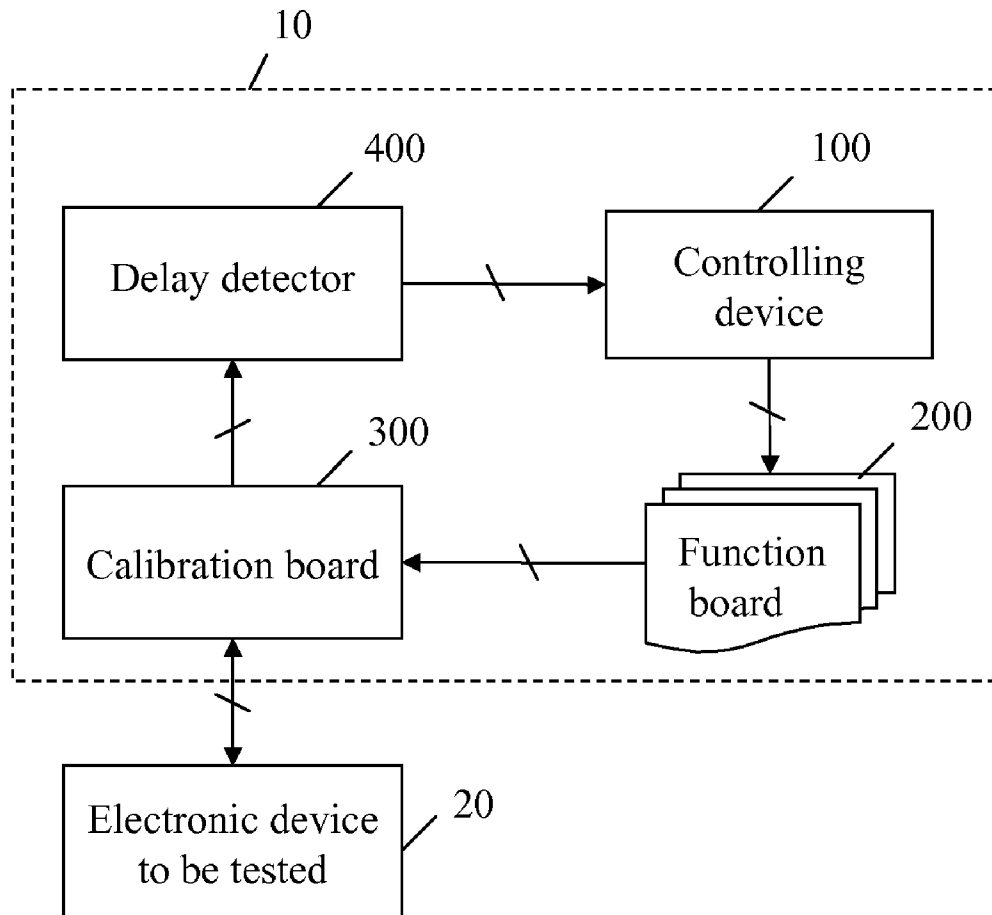 10
400
100
Delay detector
Controlling
device
300
200
Calibration board
Function
board
Electronic device
to be tested
20